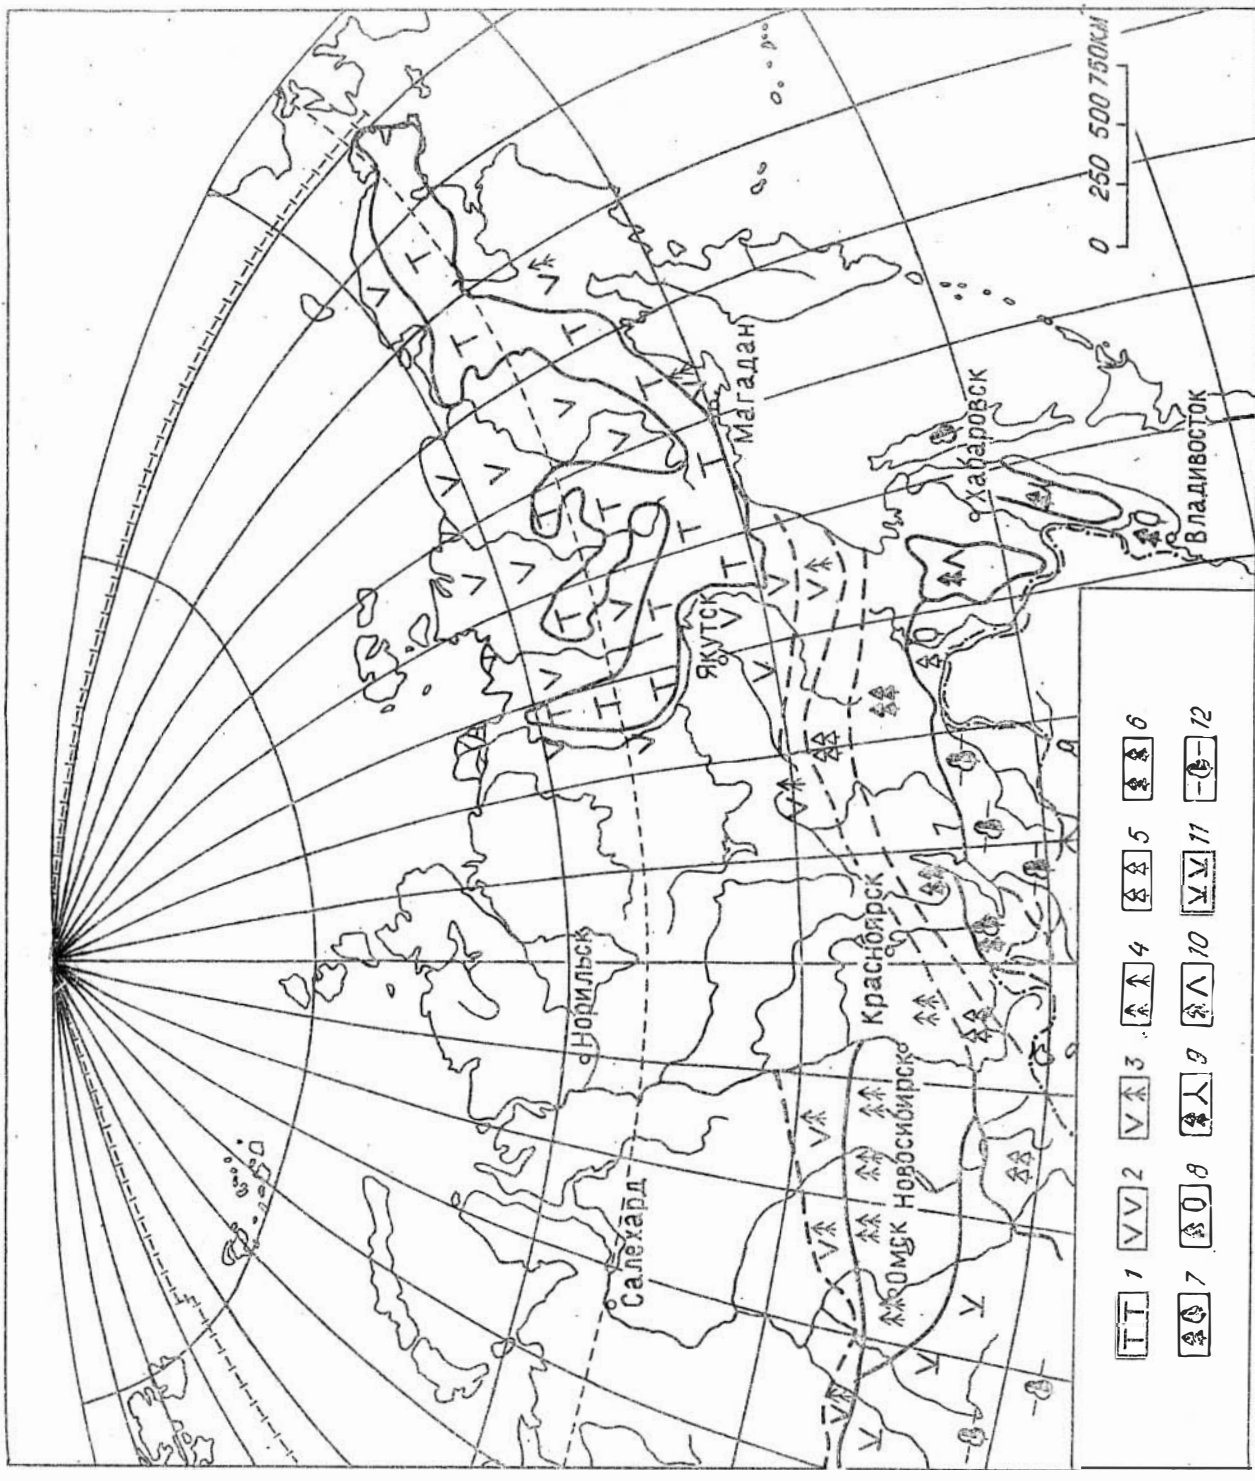 Салехард
Норильск
Омск
Новосибирск
Красноярск
Якутск
Магадан
Хабаровск
Владивосток
0 250 500 750КМ
1 2 3 4 5 6
7 8 9 10 11 12